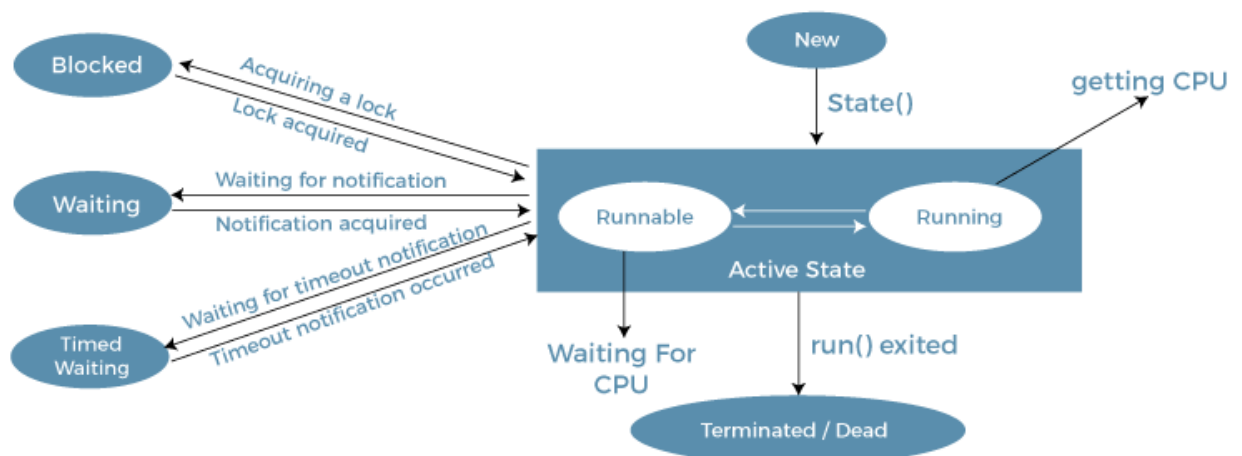 New
Blocked
Acquiring a lock
Lock acquired
State()
getting CPU
Waiting
Waiting for notification
Notification acquired
Runnable
Running
Active State
Waiting for timeout notification
Timeout notification occurred
Timed
Waiting
Waiting For
CPU
run() exited
Terminated / Dead